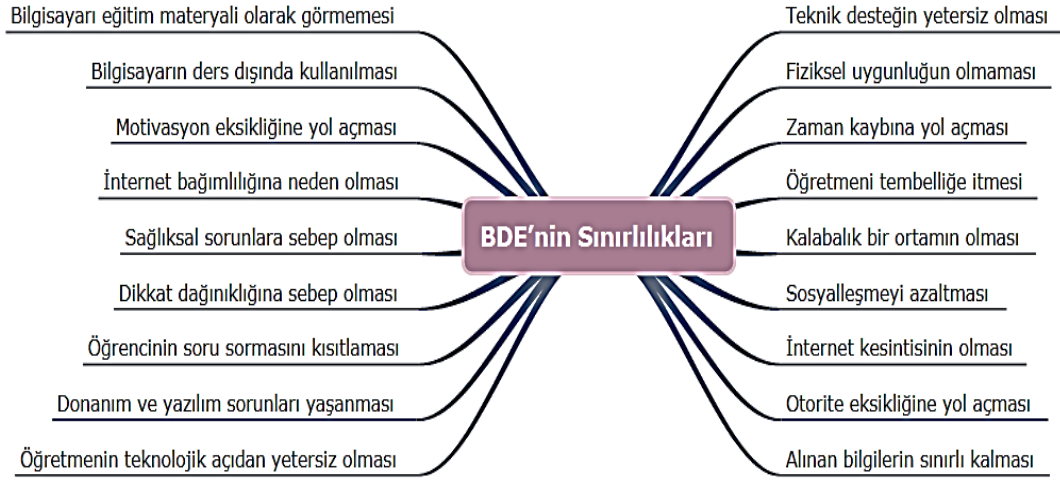 Bilgisayarı eğitim materyali olarak görmemesi
Bilgisayarın ders dışında kullanılması
Motivasyon eksikliğine yol açması
İnternet bağımlılığına neden olması
Sağlıksal sorunlara sebep olması
Dikkat dağınıklığına sebep olması
Öğrencinin soru sormasını kısıtlaması
Donanım ve yazılım sorunları yaşanması
Öğretmenin teknolojik açıdan yetersiz olması
BDE'nin Sınırlılıkları
Teknik desteğin yetersiz olması
Fiziksel uygunluğun olmaması
Zaman kaybına yol açması
Öğretmeni tembelliğe itmesi
Kalabalık bir ortamın olması
Sosyalleşmeyi azaltması
İnternet kesintisinin olması
Otorite eksikliğine yol açması
Alınan bilgilerin sınırlı kalması